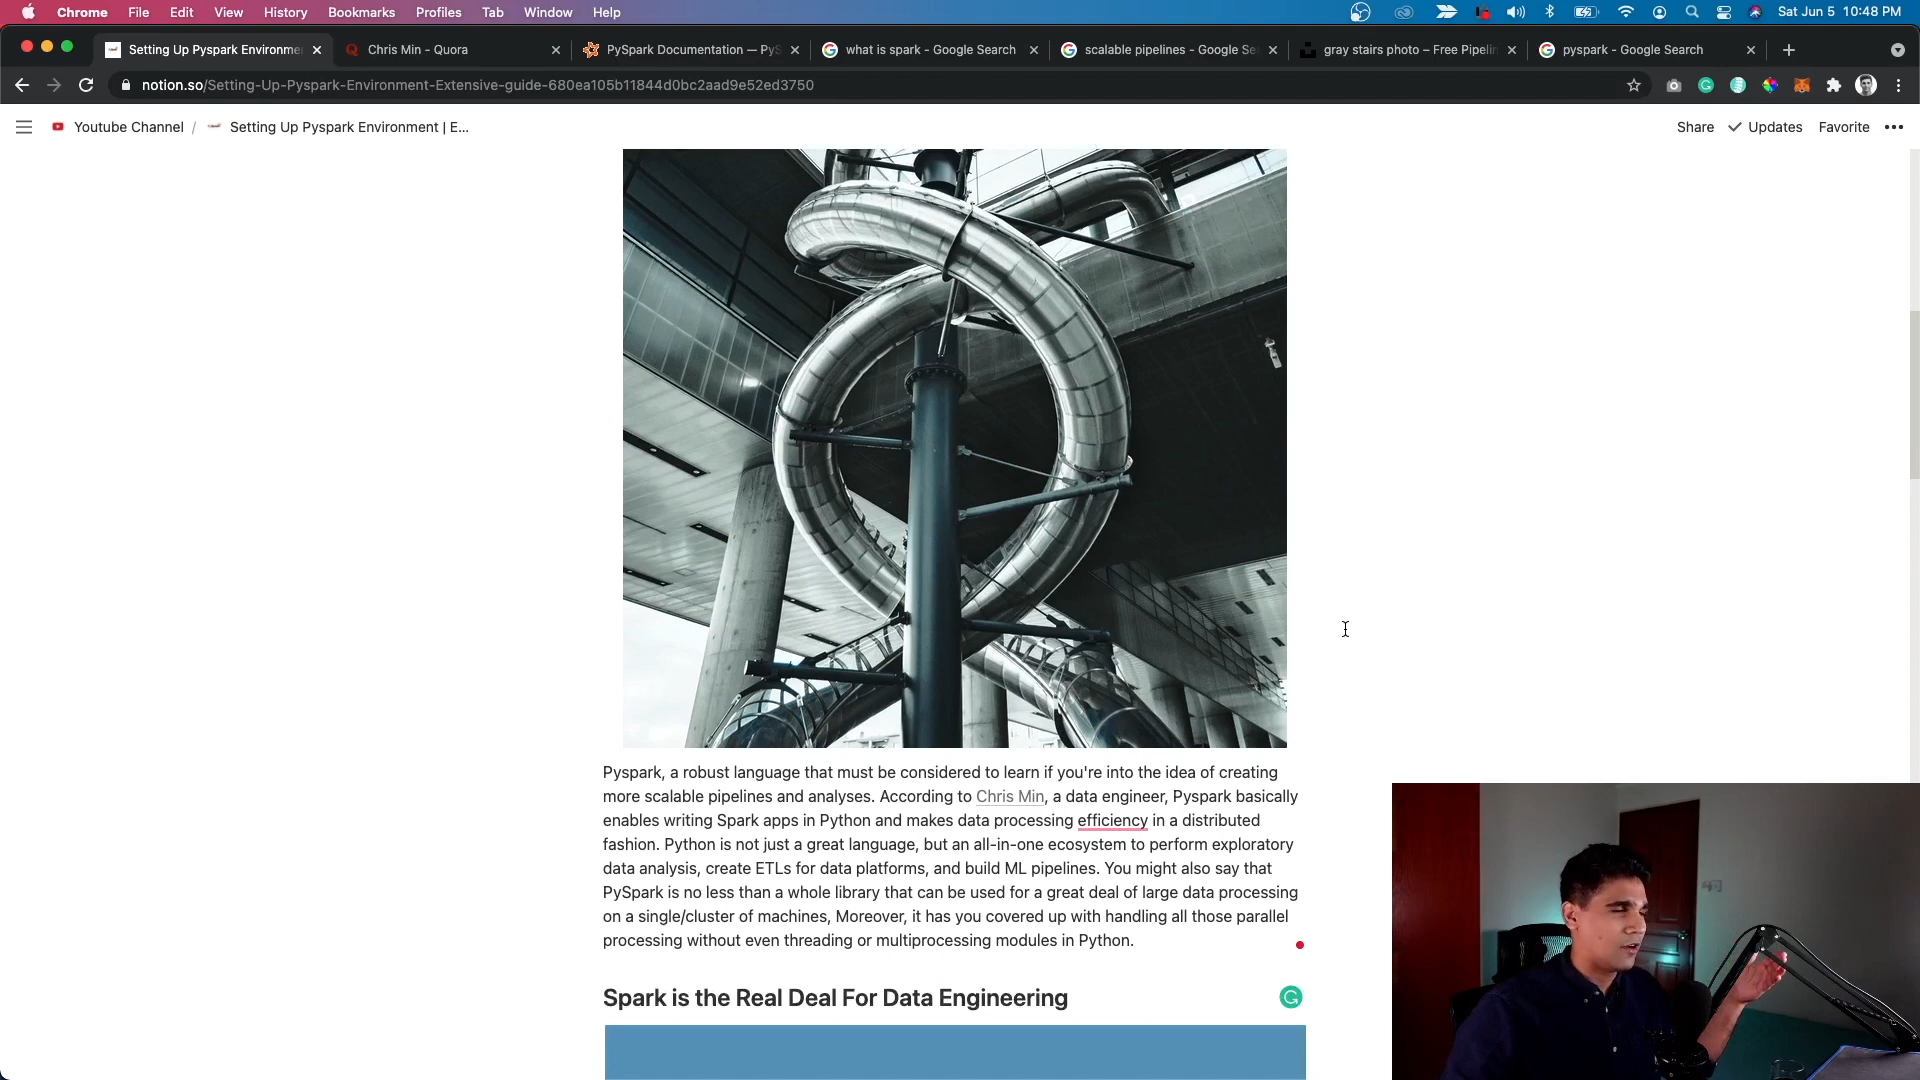 Chrome File Edit View History Bookmarks Profiles Tab Window Help Sat Jun 5 10:48 PM
Setting Up Pyspark Environme Chris Min - Quora PySpark Documentation — PyS what is spark - Google Search scalable pipelines - Google Se gray stairs photo – Free Pipelin pyspark - Google Search
notion.so/Setting-Up-Pyspark-Environment-Extensive-guide-680ea105b11844d0bc2aad9e52ed3750
Youtube Channel / Setting Up Pyspark Environment | E... Share Updates Favorite
Pyspark, a robust language that must be considered to learn if you're into the idea of creating
more scalable pipelines and analyses. According to Chris Min, a data engineer, Pyspark basically
enables writing Spark apps in Python and makes data processing efficiency in a distributed
fashion. Python is not just a great language, but an all-in-one ecosystem to perform exploratory
data analysis, create ETLs for data platforms, and build ML pipelines. You might also say that
PySpark is no less than a whole library that can be used for a great deal of large data processing
on a single/cluster of machines, Moreover, it has you covered up with handling all those parallel
processing without even threading or multiprocessing modules in Python.
Spark is the Real Deal For Data Engineering